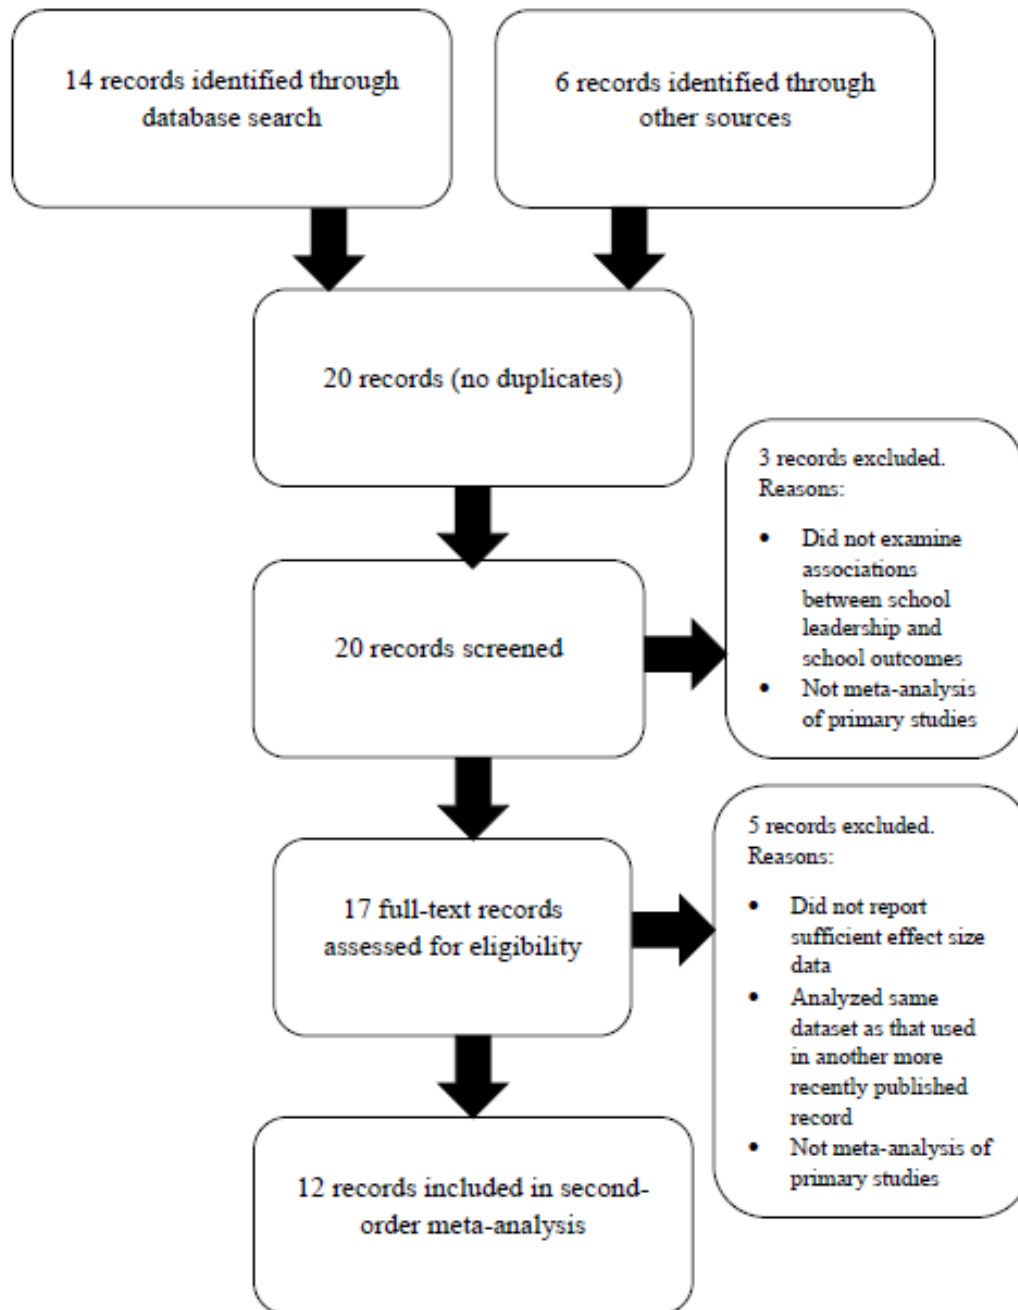 14 records identified through
database search
6 records identified through
other sources
20 records (no duplicates)
3 records excluded.
Reasons:
• Did not examine
associations
between school
leadership and
school outcomes
• Not meta-analysis
of primary studies
20 records screened
5 records excluded.
Reasons:
• Did not report
sufficient effect size
data
• Analyzed same
dataset as that used
in another more
recently published
record
• Not meta-analysis of
primary studies
17 full-text records
assessed for eligibility
12 records included in second-
order meta-analysis